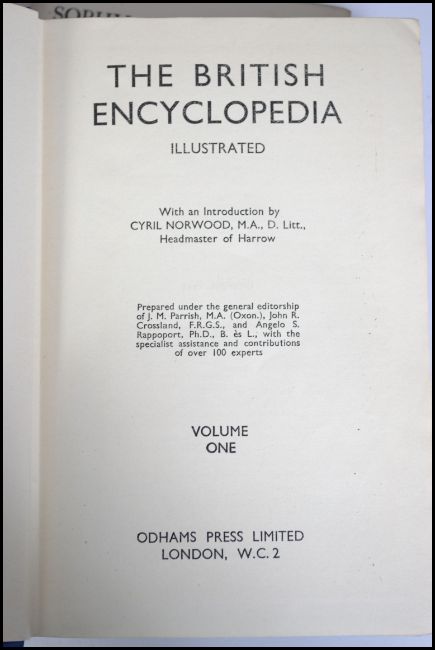 THE BRITISH
ENCYCLOPEDIA
ILLUSTRATED
With an Introduction by
CYRIL NORWOOD, M.A., D. Litt.,
Headmaster of Harrow
Prepared under the general editorship
of J. M. Parrish, M.A. (Oxon.), John R.
Crossland, F.R.G.S., and Angelo S.
Rappoport, Ph.D., B. ès L., with the
specialist assistance and contributions
of over 100 experts
VOLUME
ONE
ODHAMS PRESS LIMITED
LONDON, W.C.2